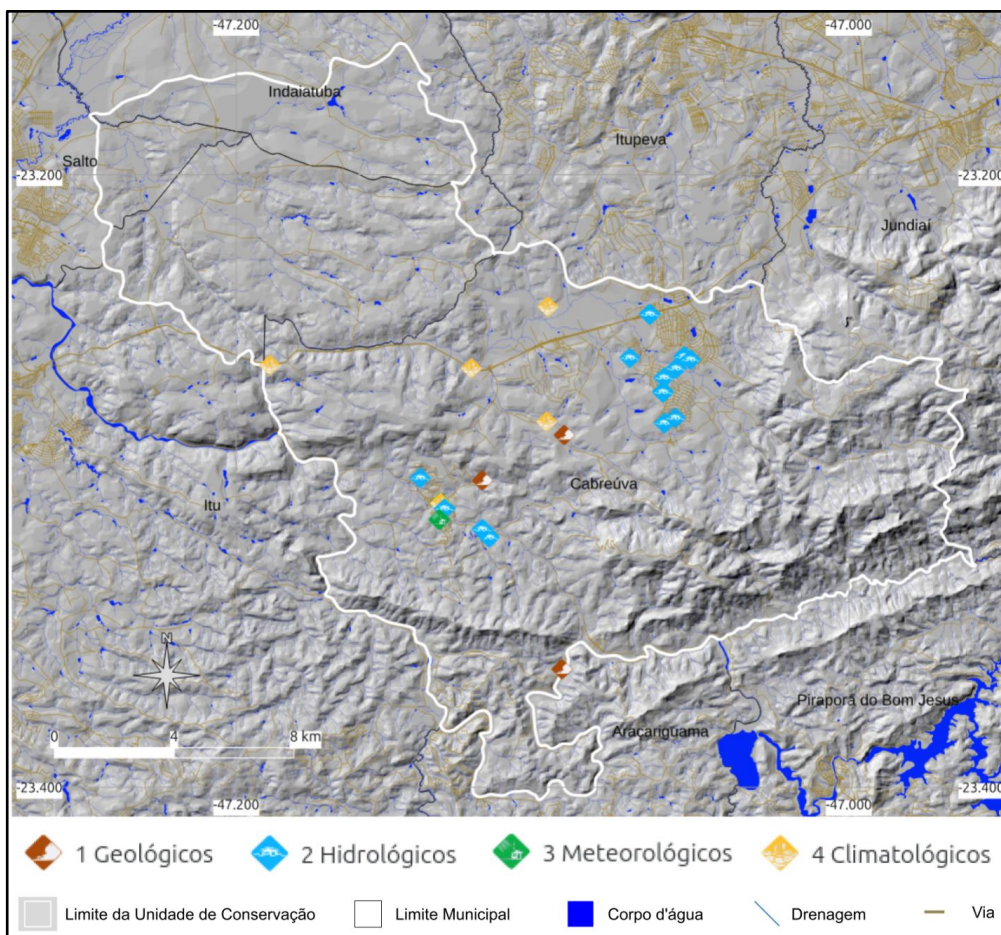 -47.200
-47.000
Indaiatuba
Itupeva
Salto
-23.200
-23.200
Jundiaí
Cabreúva
Itu
N
Pirapora do Bom Jesus
Araçariguama
0 4 8 km
-23.400
-23.400
-47.200
-47.000
1 Geológicos
2 Hidrológicos
3 Meteorológicos
4 Climatológicos
Limite da Unidade de Conservação
Limite Municipal
Corpo d'água
Drenagem
Via